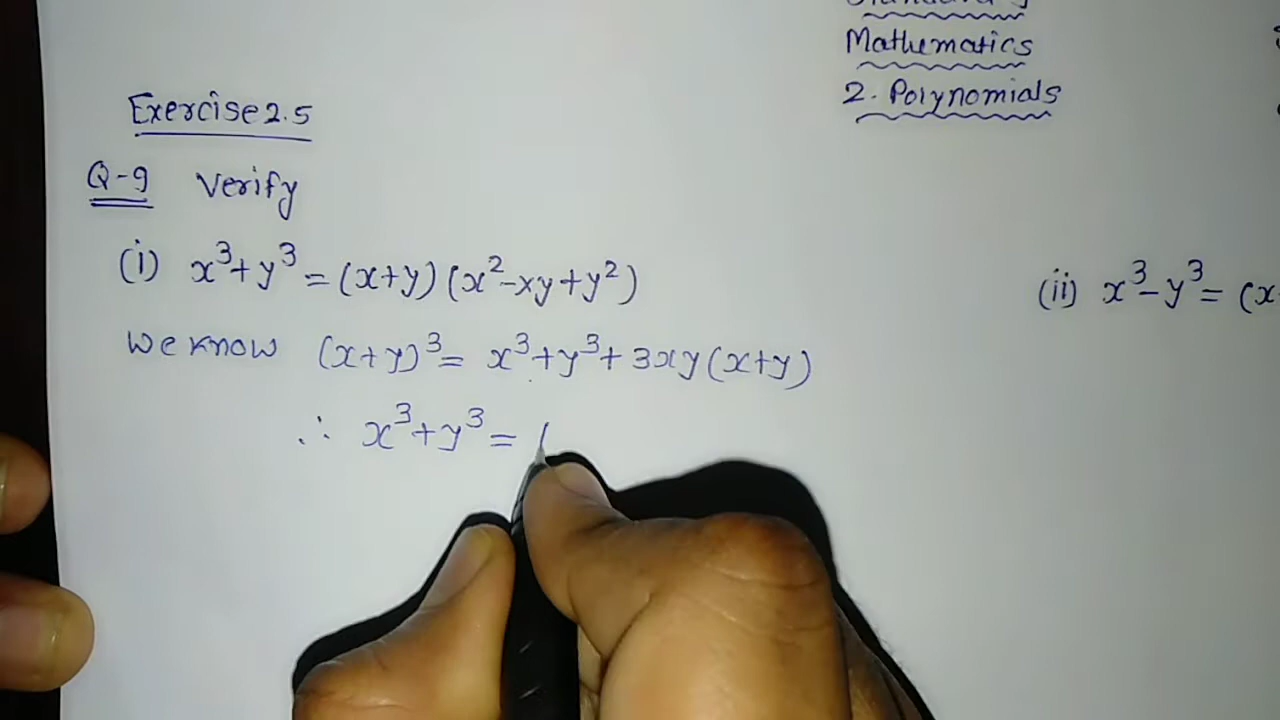 Mathematics
2. Polynomials
Exercise 2.5
Q-9 Verify
(i) x³+y³ = (x+y) (x²-xy+y²)
(ii) x³-y³ = (x
We know (x+y)³ = x³+y³+3xy(x+y)
∴ x³+y³ = (